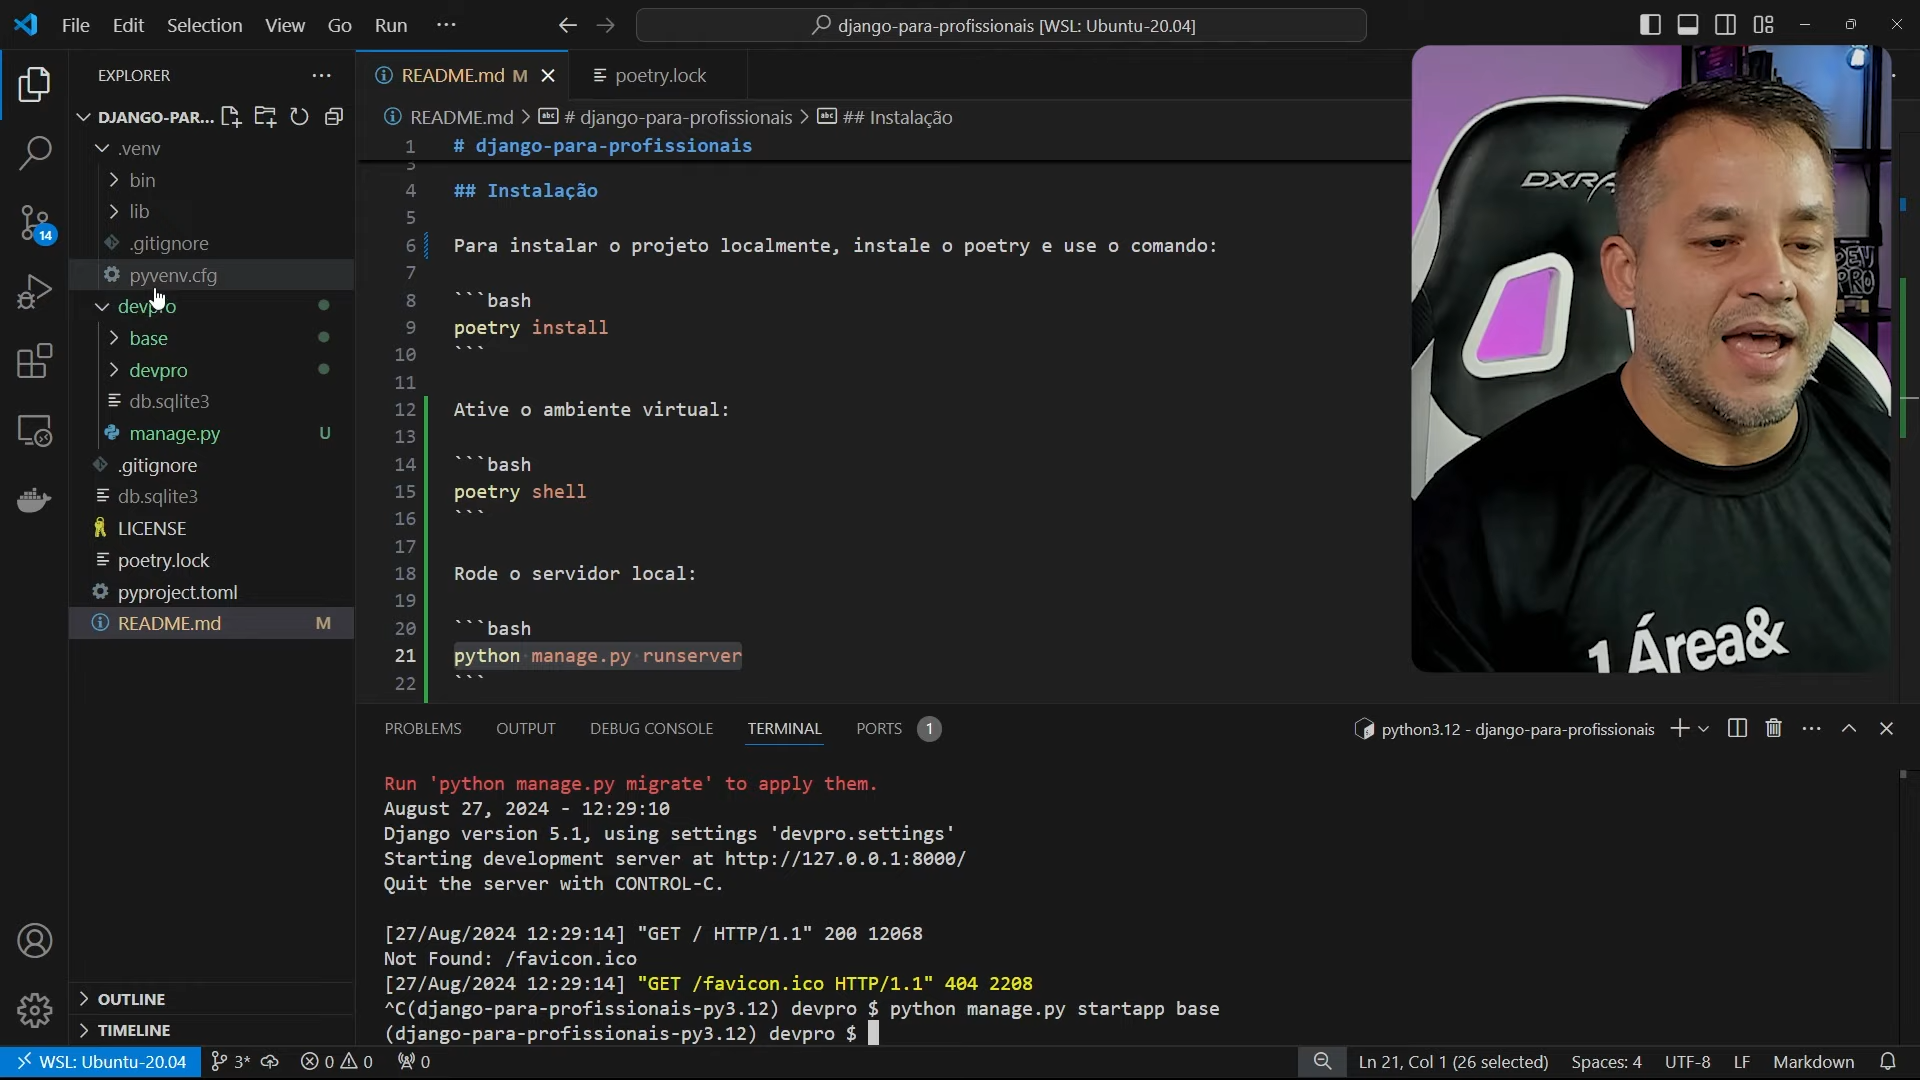 File Edit Selection View Go Run ···
django-para-profissionais [WSL: Ubuntu-20.04]
EXPLORER
DJANGO-PAR...
.venv
bin
lib
.gitignore
pyvenv.cfg
devpro
base
devpro
db.sqlite3
manage.py U
.gitignore
db.sqlite3
LICENSE
poetry.lock
pyproject.toml
README.md M
OUTLINE
TIMELINE
14
README.md M
poetry.lock
README.md > # django-para-profissionais > ## Instalação
1 # django-para-profissionais
3
4 ## Instalação
5
6 Para instalar o projeto localmente, instale o poetry e use o comando:
7
8 ```bash
9 poetry install
10 ```
11
12 Ative o ambiente virtual:
13
14 ```bash
15 poetry shell
16 ```
17
18 Rode o servidor local:
19
20 ```bash
21 python manage.py runserver
22 ```
DEV
PRO
1 Área&
PROBLEMS OUTPUT DEBUG CONSOLE TERMINAL PORTS 1
python3.12 - django-para-profissionais
Run 'python manage.py migrate' to apply them.
August 27, 2024 - 12:29:10
Django version 5.1, using settings 'devpro.settings'
Starting development server at http://127.0.0.1:8000/
Quit the server with CONTROL-C.
[27/Aug/2024 12:29:14] "GET / HTTP/1.1" 200 12068
Not Found: /favicon.ico
[27/Aug/2024 12:29:14] "GET /favicon.ico HTTP/1.1" 404 2208
^C(django-para-profissionais-py3.12) devpro $ python manage.py startapp base
(django-para-profissionais-py3.12) devpro $
WSL: Ubuntu-20.04 3* 0 0 0 Ln 21, Col 1 (26 selected) Spaces: 4 UTF-8 LF Markdown